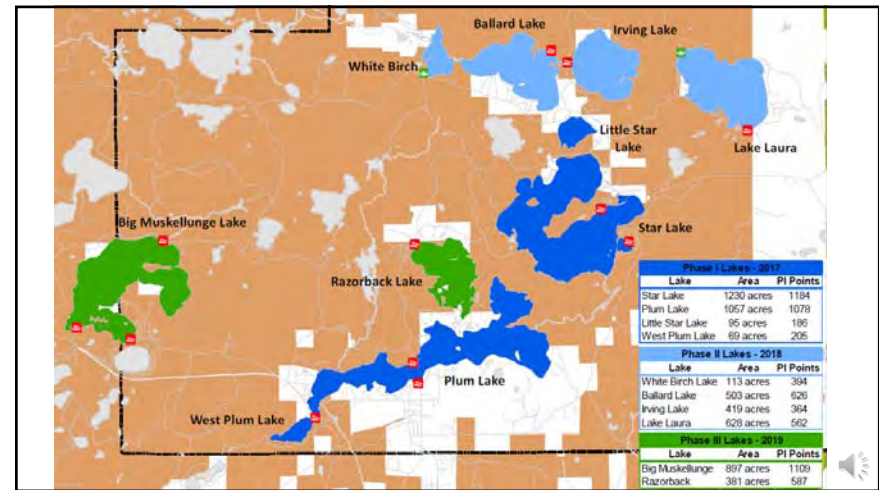 Ballard Lake
Irving Lake
White Birch
Little Star
Lake
Lake Laura
Big Muskellunge Lake
Star Lake
Razorback Lake
Plum Lake
West Plum Lake
Phase I Lakes - 2017
Lake Area PI Points
Star Lake 1230 acres 1184
Plum Lake 1057 acres 1078
Little Star Lake 95 acres 186
West Plum Lake 69 acres 205
Phase II Lakes - 2018
Lake Area PI Points
White Birch Lake 113 acres 394
Ballard Lake 503 acres 626
Irving Lake 419 acres 364
Lake Laura 628 acres 562
Phase III Lakes - 2019
Lake Area PI Points
Big Muskellunge 897 acres 1109
Razorback 381 acres 587